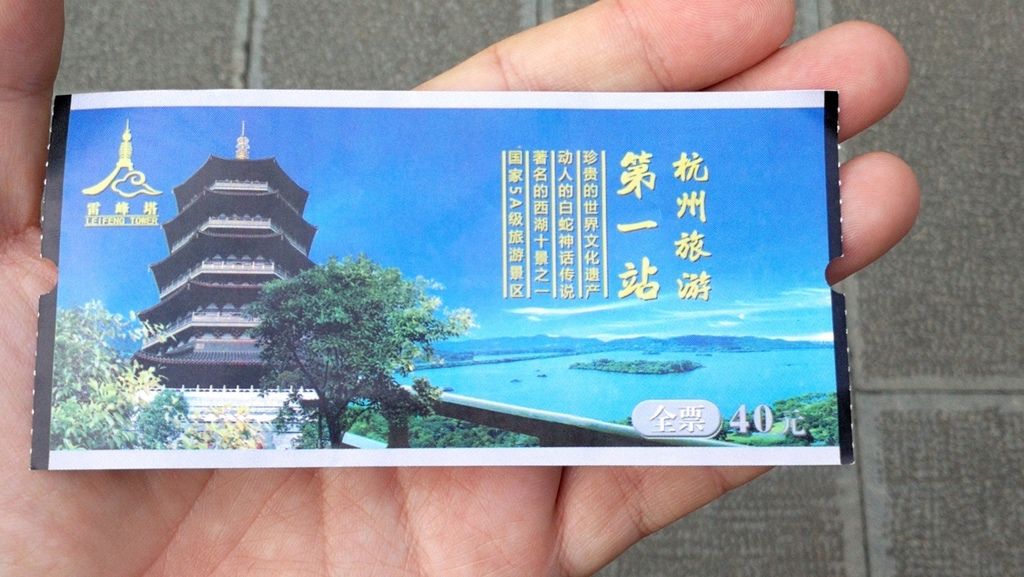 雷峰塔
LEIFENG TOWER
杭州旅游
第一站
珍贵的世界文化遗产
动人的白蛇神话传说
著名的西湖十景之一
国家5A级旅游景区
全票 40元